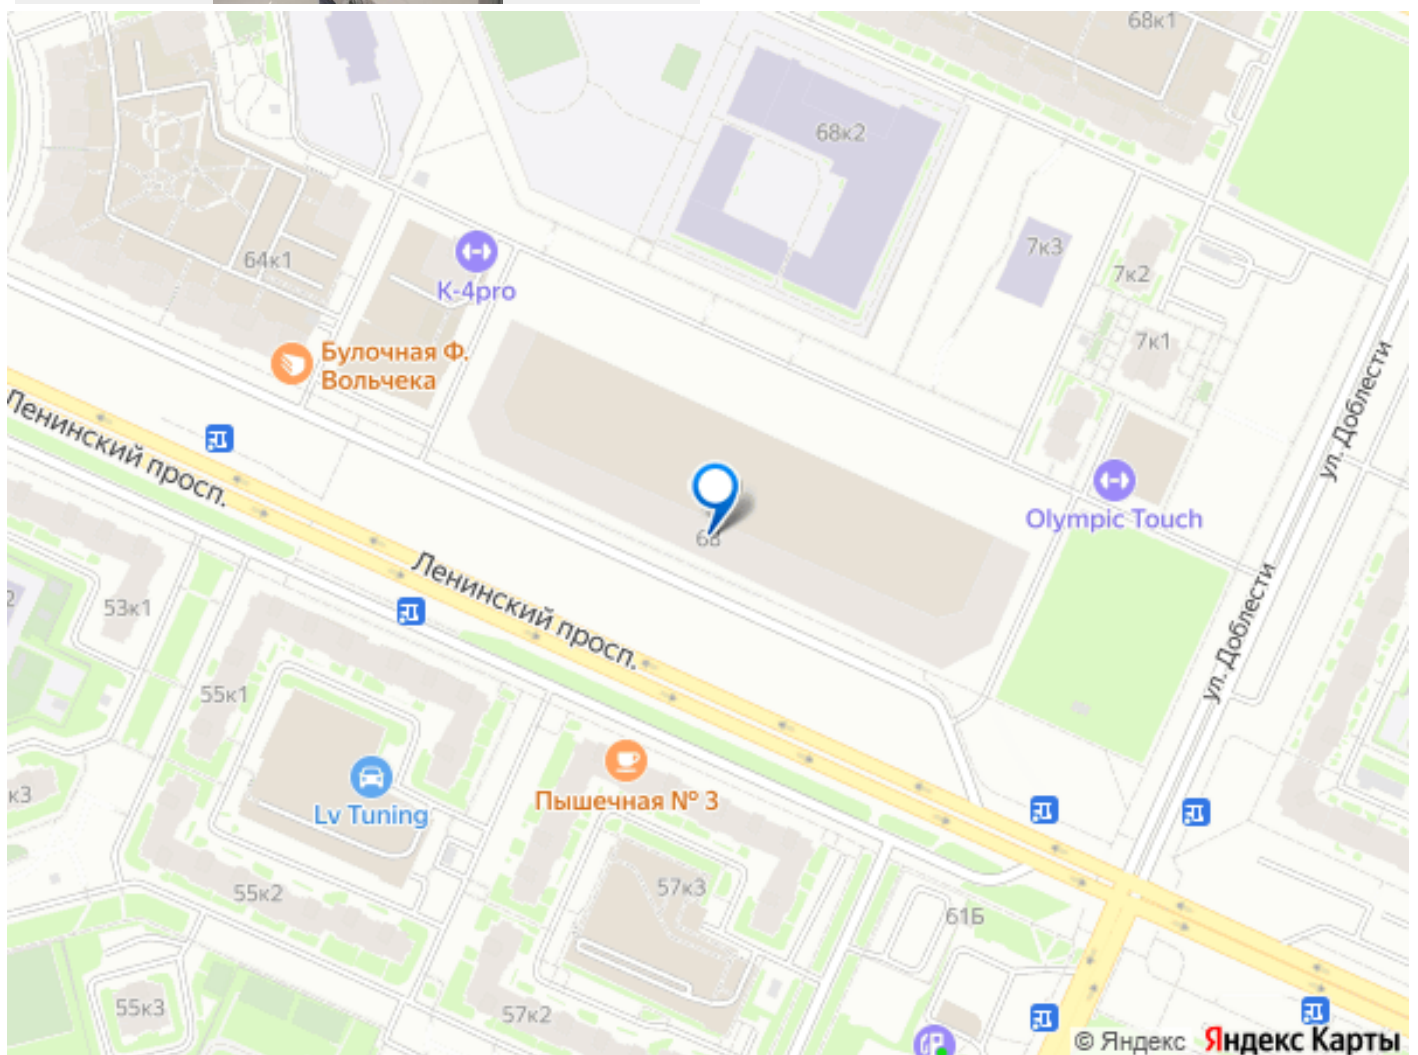 68к1
68к2
7к3
7к2
64к1
K-4pro
7к1
Булочная Ф.
Вольчека
ул. Доблести
Ленинский просп.
Olympic Touch
68
Ленинский просп.
2
53к1
ул. Доблести
55к1
к3
Lv Tuning
Пышечная № 3
55к2
57к3
61Б
55к3
57к2
© Яндекс Яндекс Карты